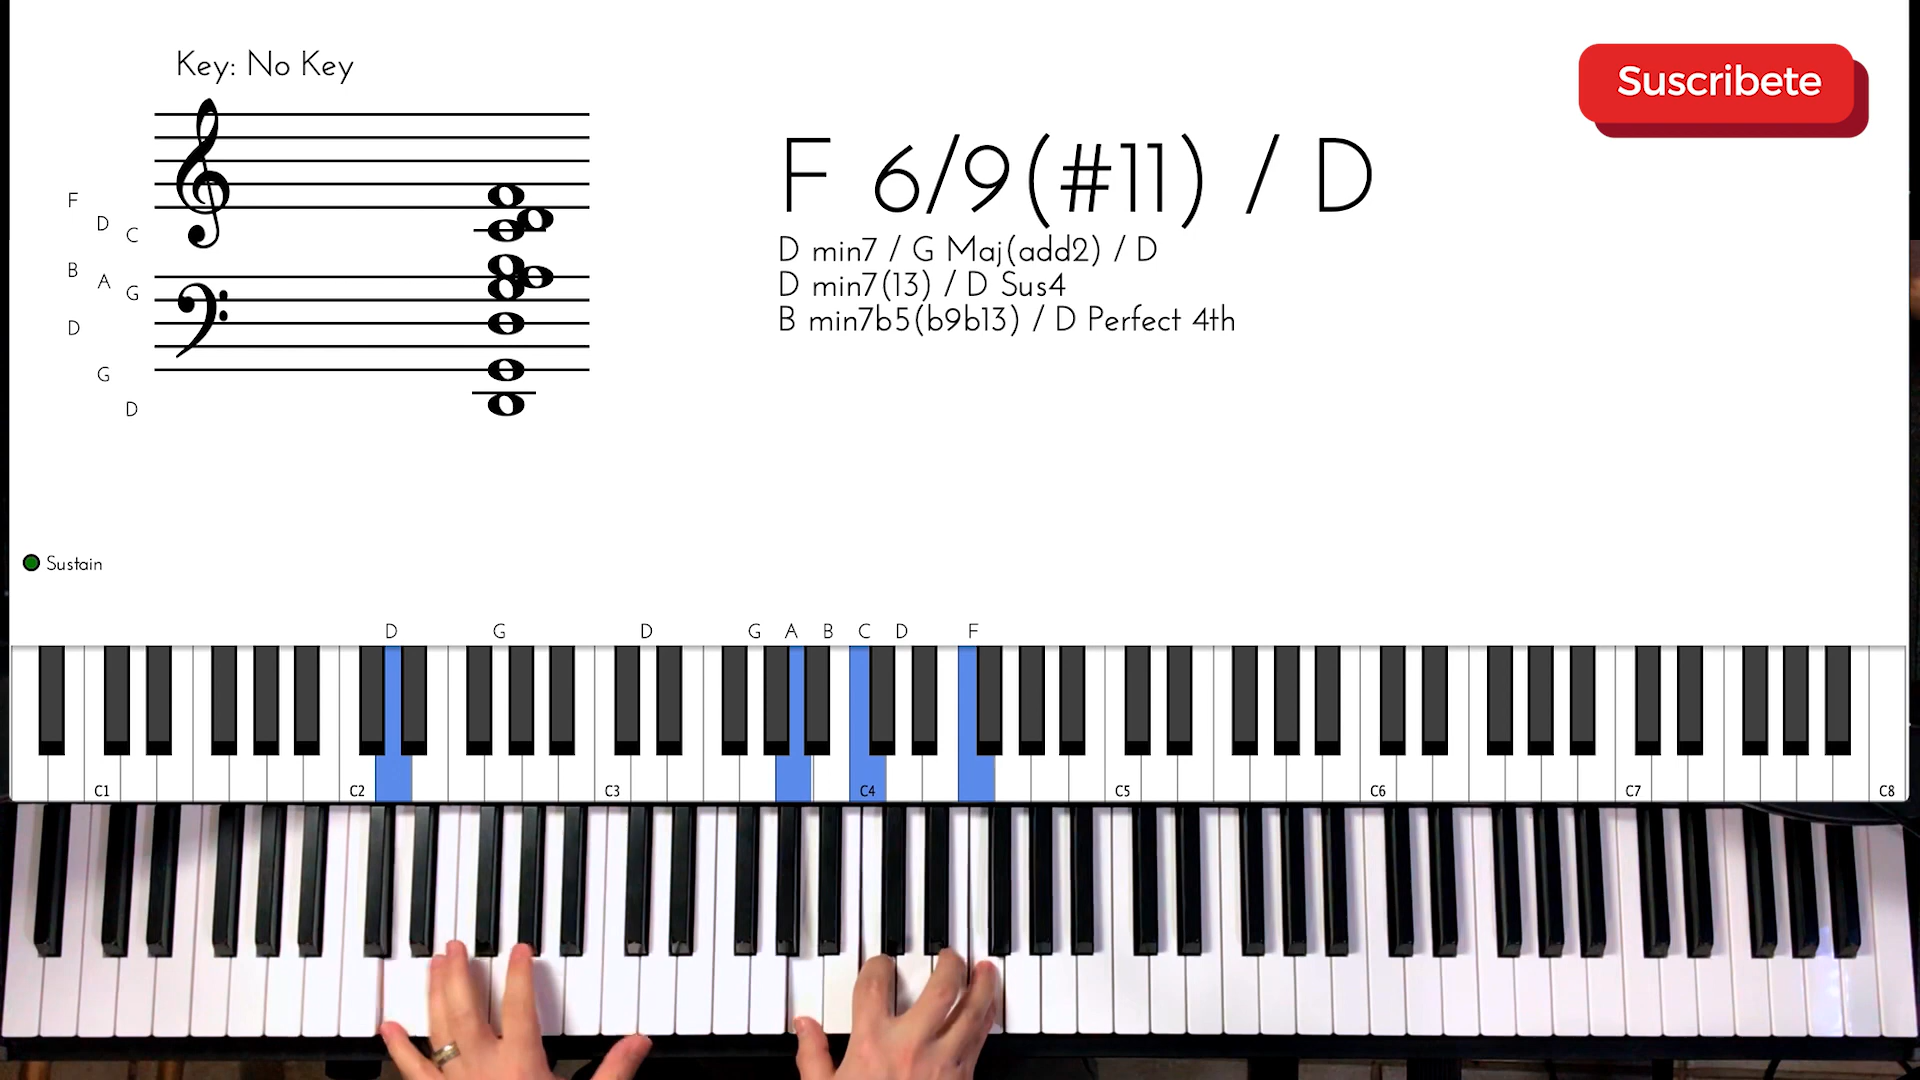 Key: No Key
Suscribete
F 6/9(#11) / D
D min7 / G Maj(add2) / D
D min7(13) / D Sus4
B min7b5(b9b13) / D Perfect 4th
F
D
C
B
A
G
D
G
D
Sustain
D G D G A B C D F
C1 C2 C3 C4 C5 C6 C7 C8